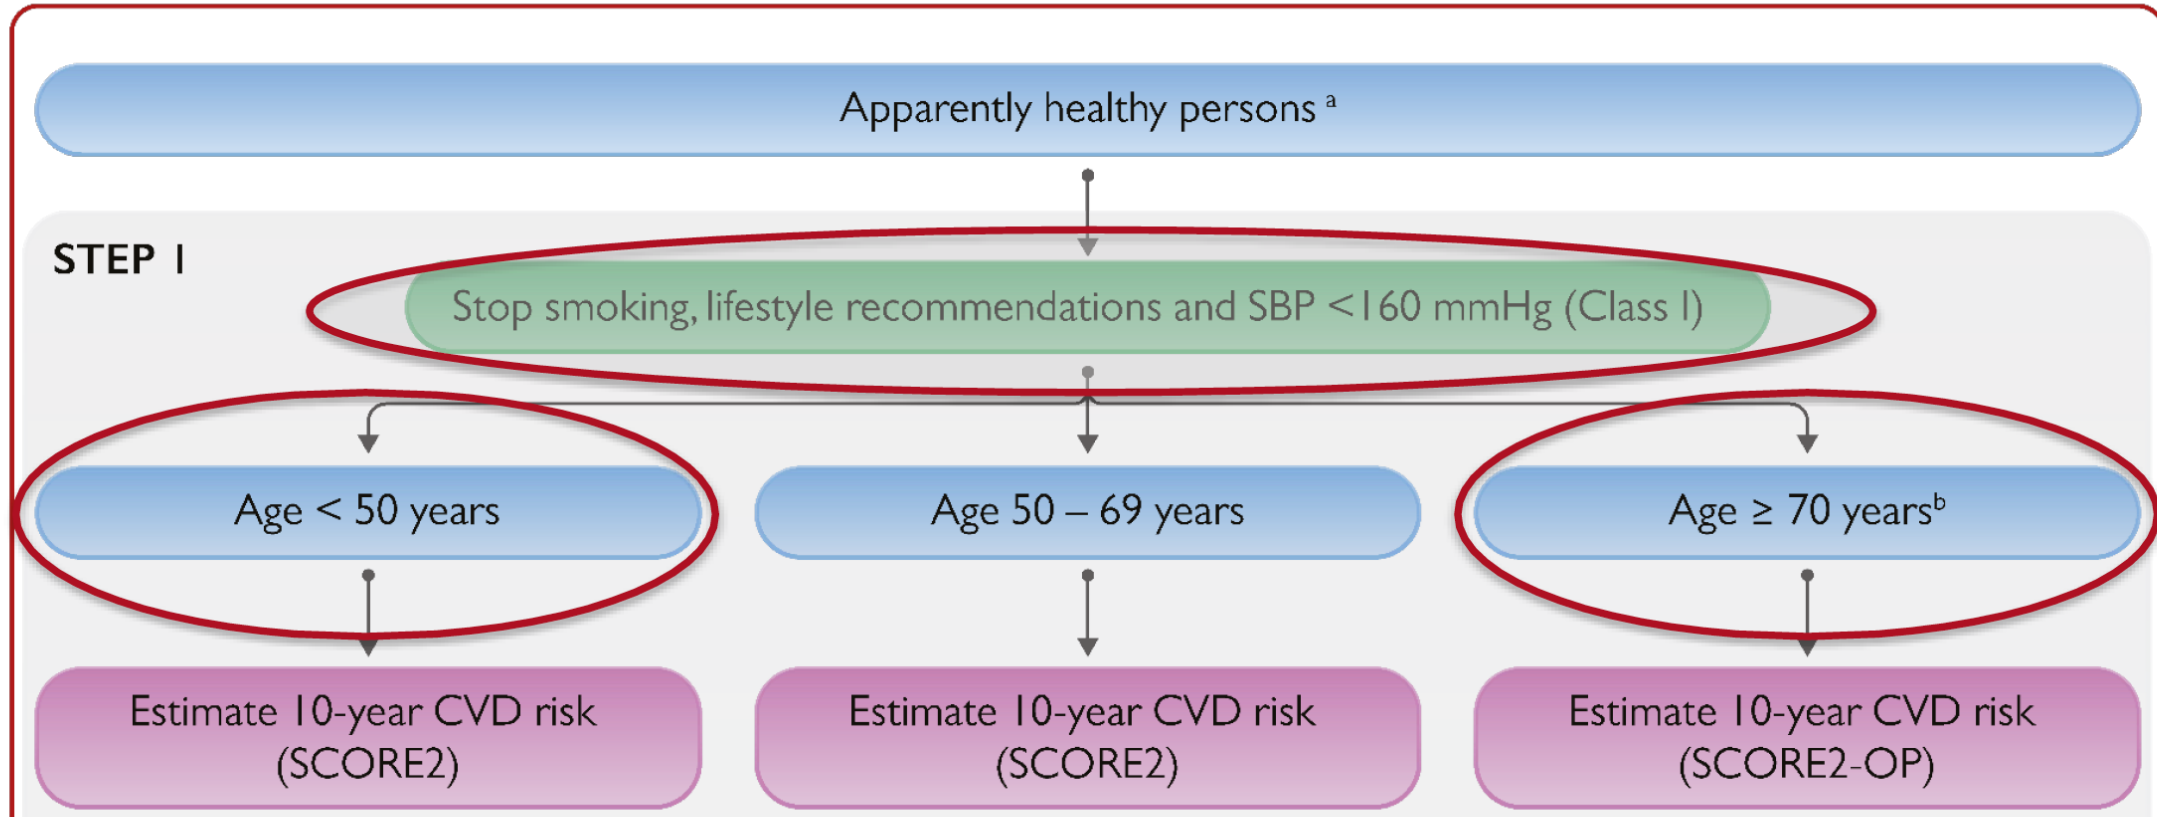 Apparently healthy persons a
STEP 1
Stop smoking, lifestyle recommendations and SBP <160 mmHg (Class I)
Age < 50 years
Age 50 – 69 years
Age ≥ 70 yearsb
Estimate 10-year CVD risk
(SCORE2)
Estimate 10-year CVD risk
(SCORE2)
Estimate 10-year CVD risk
(SCORE2-OP)